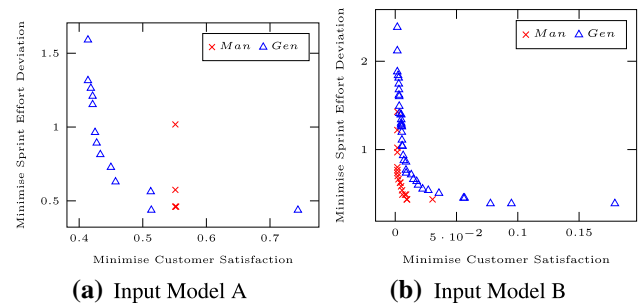 Minimise Sprint Effort Deviation
1.5
1
0.5
0.4 0.5 0.6 0.7
Minimise Customer Satisfaction
Man Gen
(a) Input Model A
Minimise Sprint Effort Deviation
2
1
0 5 · 10⁻² 0.1 0.15
Minimise Customer Satisfaction
Man Gen
(b) Input Model B